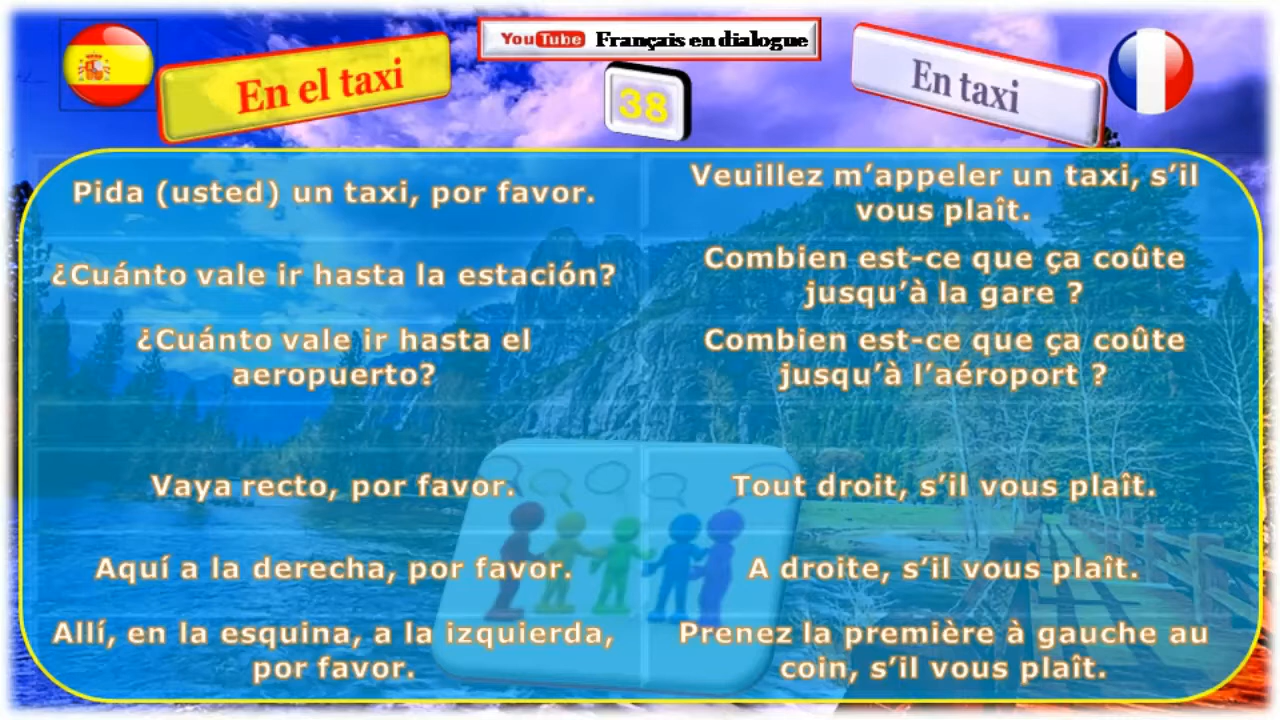 YouTube Français en dialogue
En el taxi
38
En taxi
Pida (usted) un taxi, por favor.
Veuillez m’appeler un taxi, s’il
vous plaît.
¿Cuánto vale ir hasta la estación?
Combien est-ce que ça coûte
jusqu’à la gare ?
¿Cuánto vale ir hasta el
aeropuerto?
Combien est-ce que ça coûte
jusqu’à l’aéroport ?
Vaya recto, por favor.
Tout droit, s’il vous plaît.
Aquí a la derecha, por favor.
A droite, s’il vous plaît.
Allí, en la esquina, a la izquierda,
por favor.
Prenez la première à gauche au
coin, s’il vous plaît.